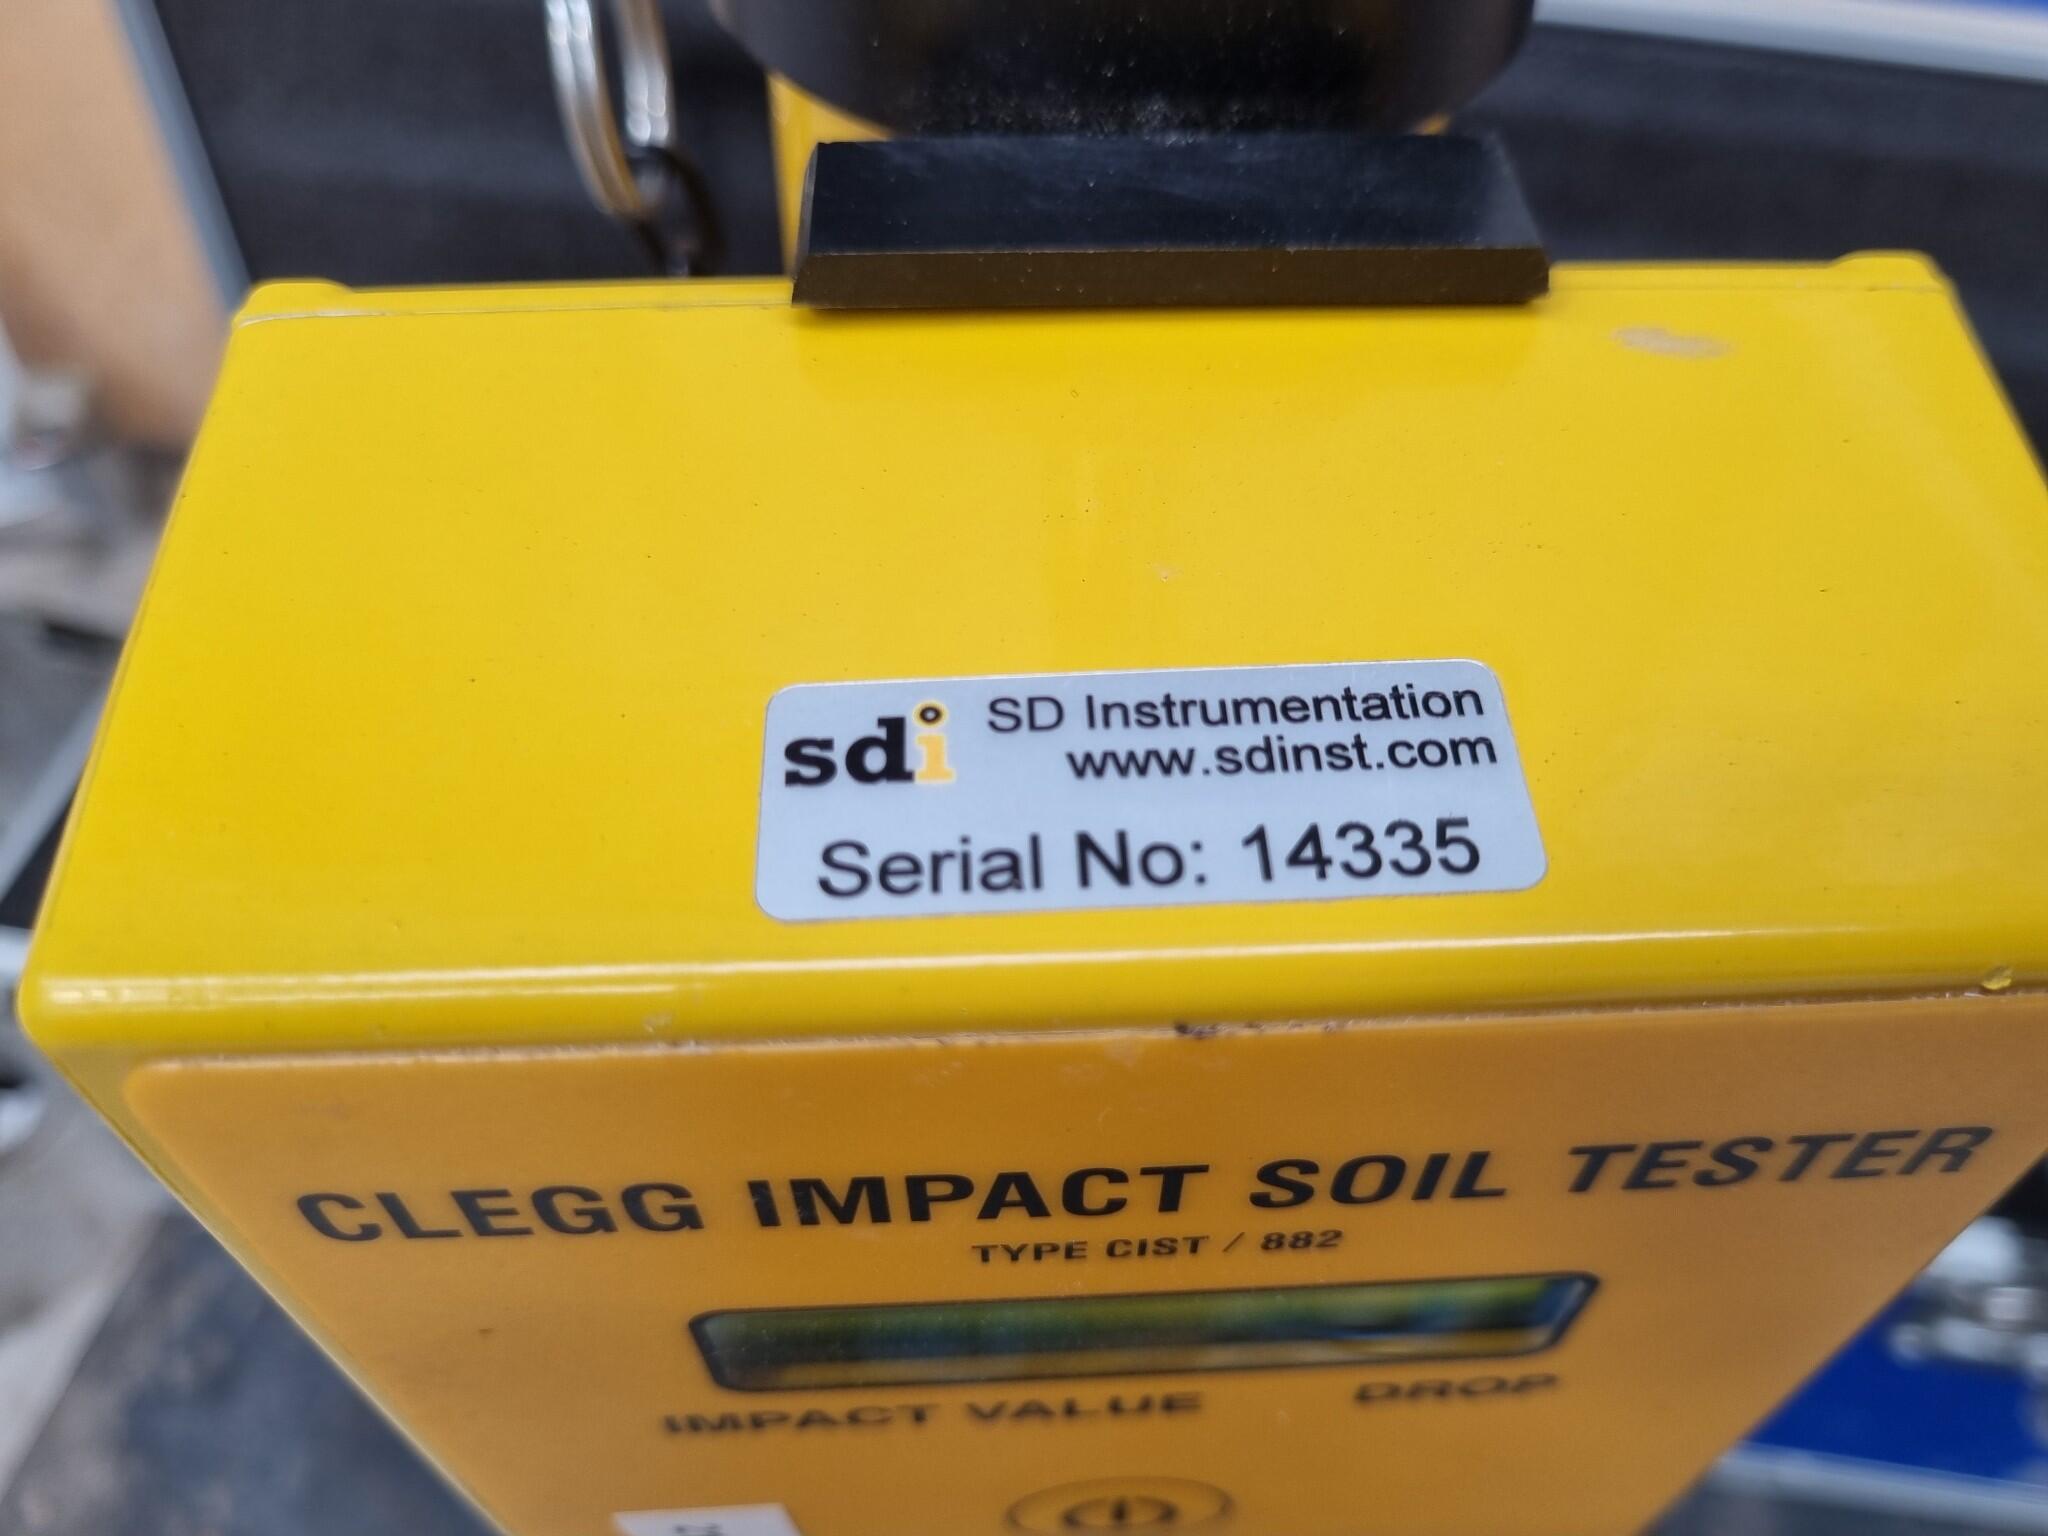 sdi
SD Instrumentation
www.sdinst.com
Serial No: 14335
CLEGG IMPACT SOIL TESTER
TYPE CIST / 882
IMPACT VALUE
DROP